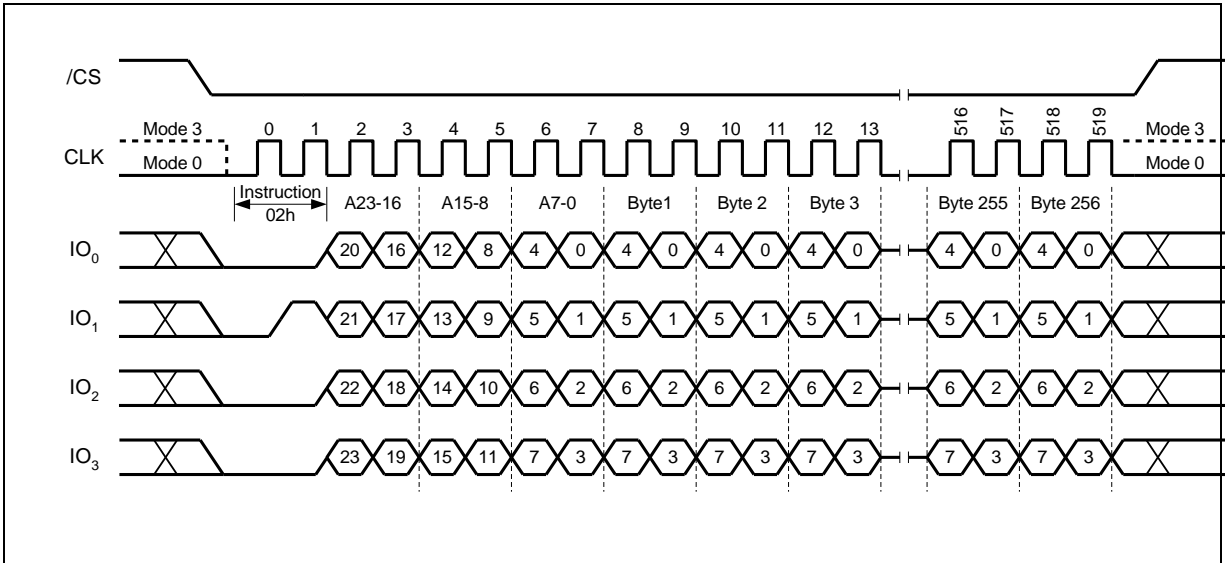 /CS
Mode 3 0 1 2 3 4 5 6 7 8 9 10 11 12 13 516 517 518 519 Mode 3
CLK
Mode 0 Mode 0
Instruction
02h
A23-16 A15-8 A7-0 Byte1 Byte 2 Byte 3 Byte 255 Byte 256
IO0 20 16 12 8 4 0 4 0 4 0 4 0 4 0 4 0
IO1 21 17 13 9 5 1 5 1 5 1 5 1 5 1 5 1
IO2 22 18 14 10 6 2 6 2 6 2 6 2 6 2 6 2
IO3 23 19 15 11 7 3 7 3 7 3 7 3 7 3 7 3